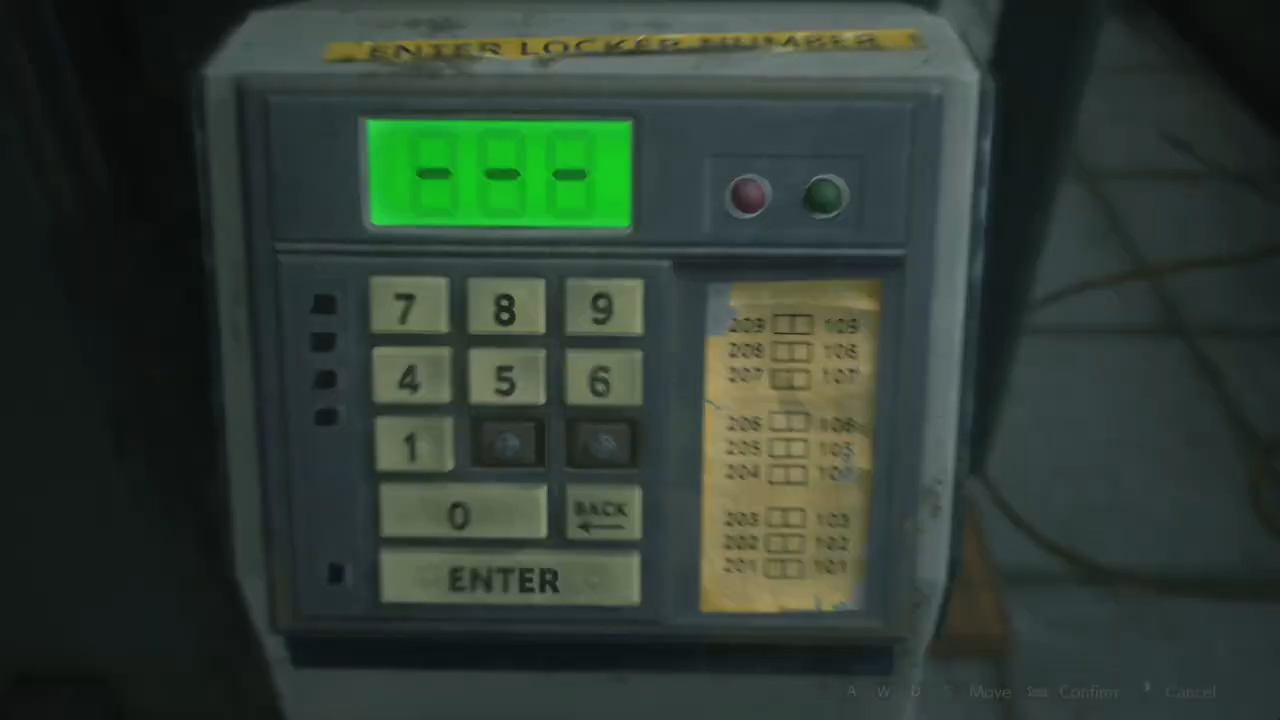 ENTER LOCKER NUMBER
7 8 9
4 5 6
1
0 BACK
ENTER
209 109
208 108
207 107
206 106
205 105
204
203 103
202 102
201 101
A W D Move Confirm Cancel